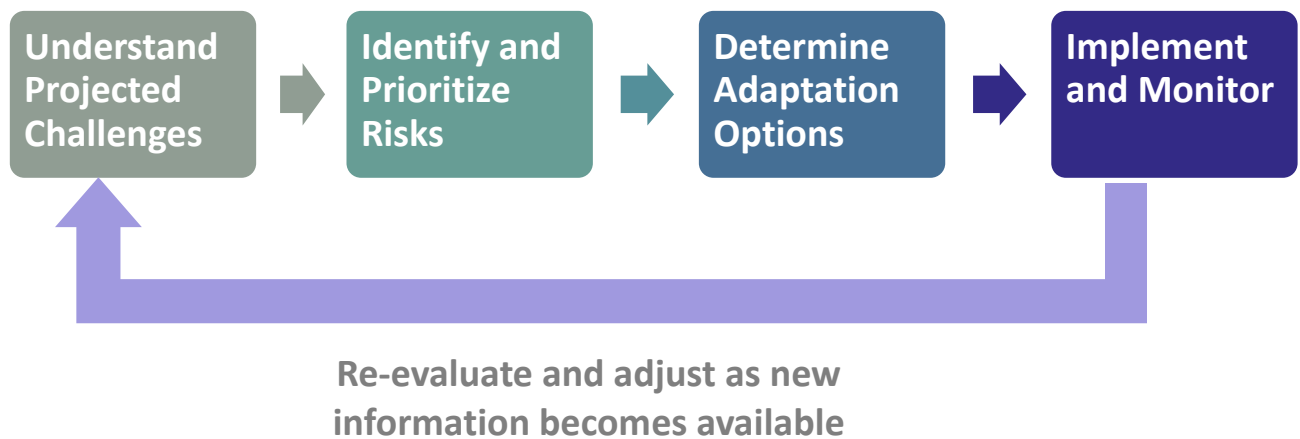 Understand
Projected
Challenges
Identify and
Prioritize
Risks
Determine
Adaptation
Options
Implement
and Monitor
Re-evaluate and adjust as new
information becomes available